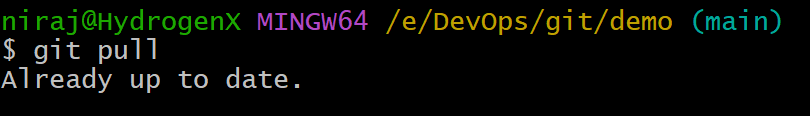 niraj@HydrogenX MINGW64 /e/DevOps/git/demo (main)
$ git pull
Already up to date.